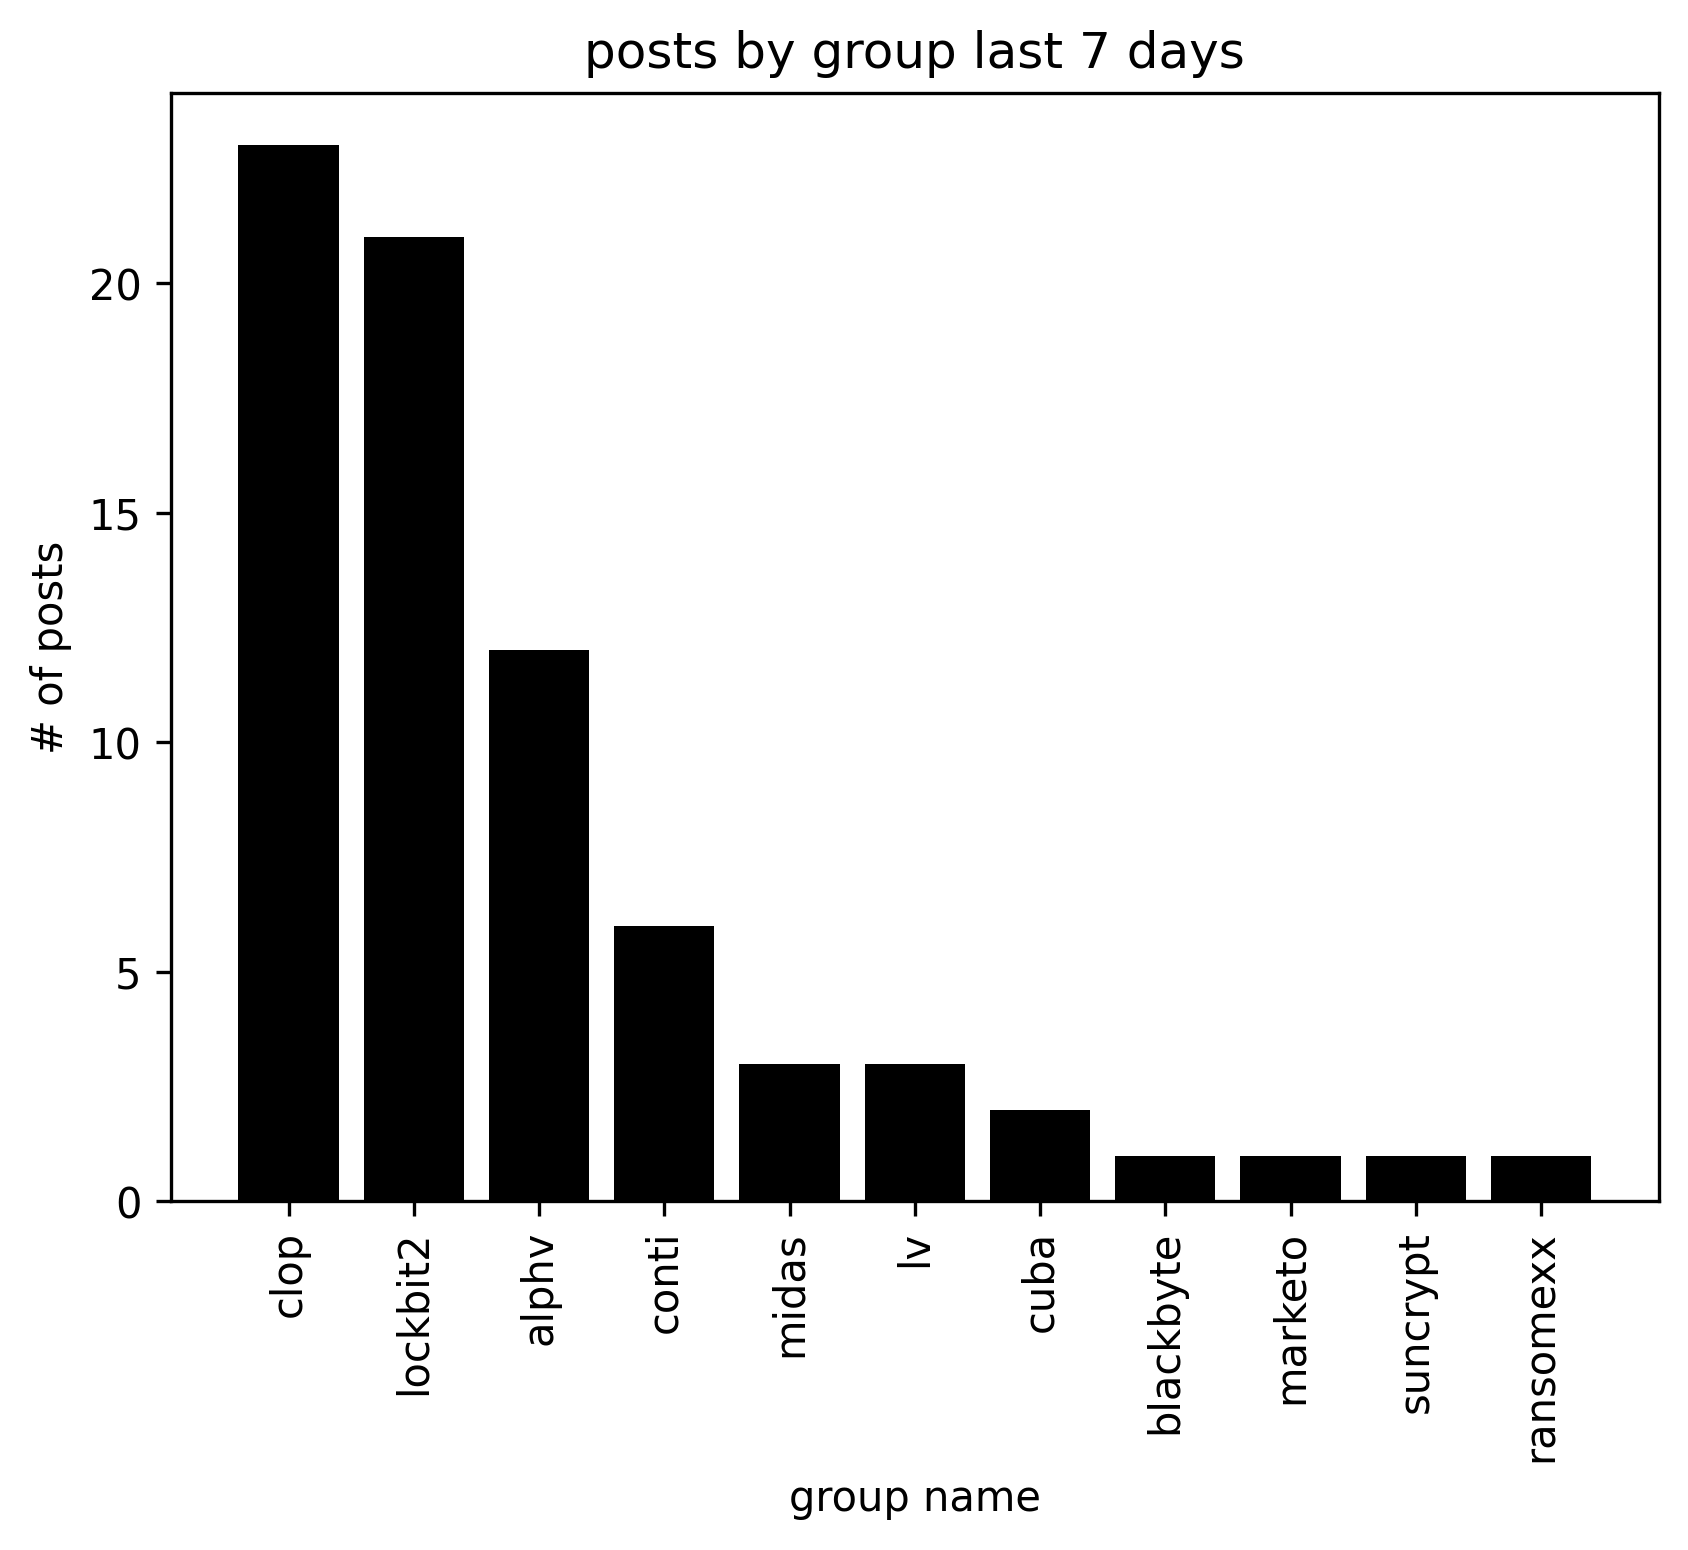 posts by group last 7 days
# of posts
20
15
10
5
0
clop
lockbit2
alphv
conti
midas
lv
cuba
blackbyte
marketo
suncrypt
ransomexx
group name